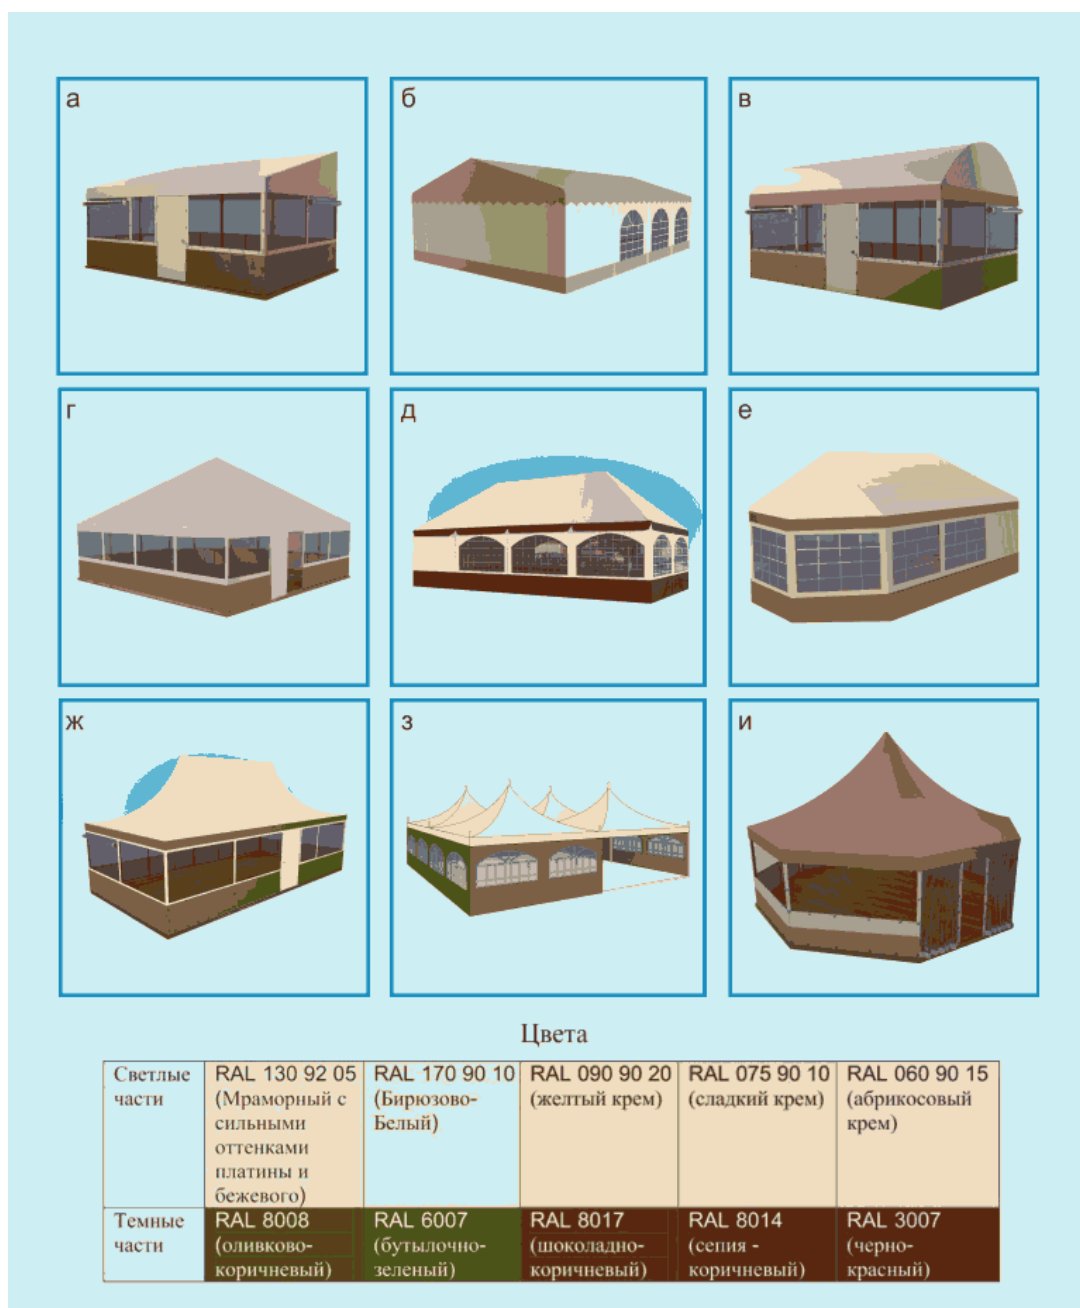 а
б
в
г
д
е
ж
з
и
Цвета
Светлые части
RAL 130 92 05 (Мраморный с сильными оттенками платины и бежевого)
RAL 170 90 10 (Бирюзово-Белый)
RAL 090 90 20 (желтый крем)
RAL 075 90 10 (сладкий крем)
RAL 060 90 15 (абрикосовый крем)
Темные части
RAL 8008 (оливково-коричневый)
RAL 6007 (бутылочно-зеленый)
RAL 8017 (шоколадно-коричневый)
RAL 8014 (сепия - коричневый)
RAL 3007 (черно-красный)